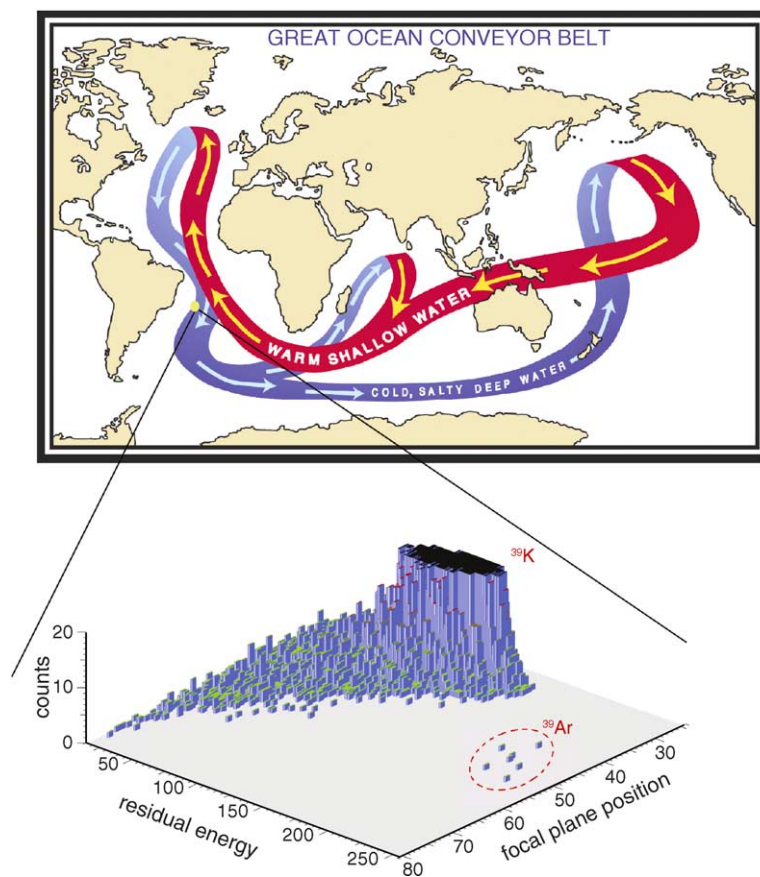 GREAT OCEAN CONVEYOR BELT
WARM SHALLOW WATER
COLD, SALTY DEEP WATER
³⁹K
20
counts
10
0
³⁹Ar
50
100
150
200
250
residual energy
30
40
50
60
70
80
focal plane position